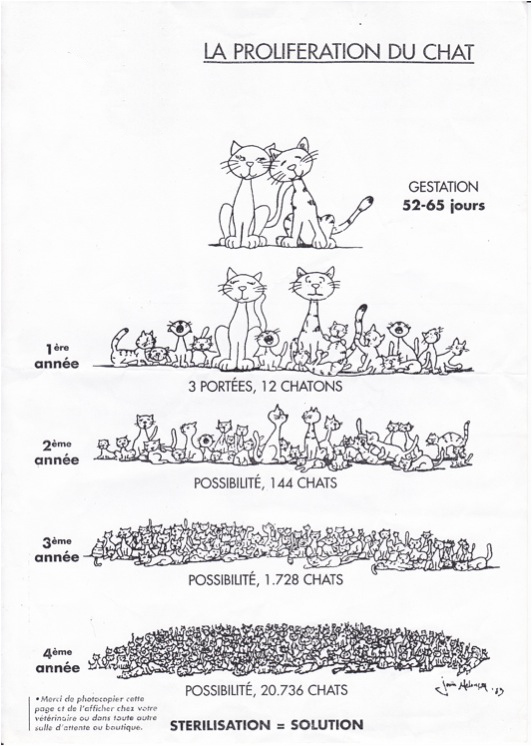 LA PROLIFERATION DU CHAT
GESTATION
52-65 jours
1ère
année
3 PORTÉES, 12 CHATONS
2ème
année
POSSIBILITÉ, 144 CHATS
3ème
année
POSSIBILITÉ, 1.728 CHATS
4ème
année
POSSIBILITÉ, 20.736 CHATS
• Merci de photocopier cette
page et de l'afficher chez votre
vétérinaire ou dans toute autre
salle d'attente ou boutique.
STERILISATION = SOLUTION